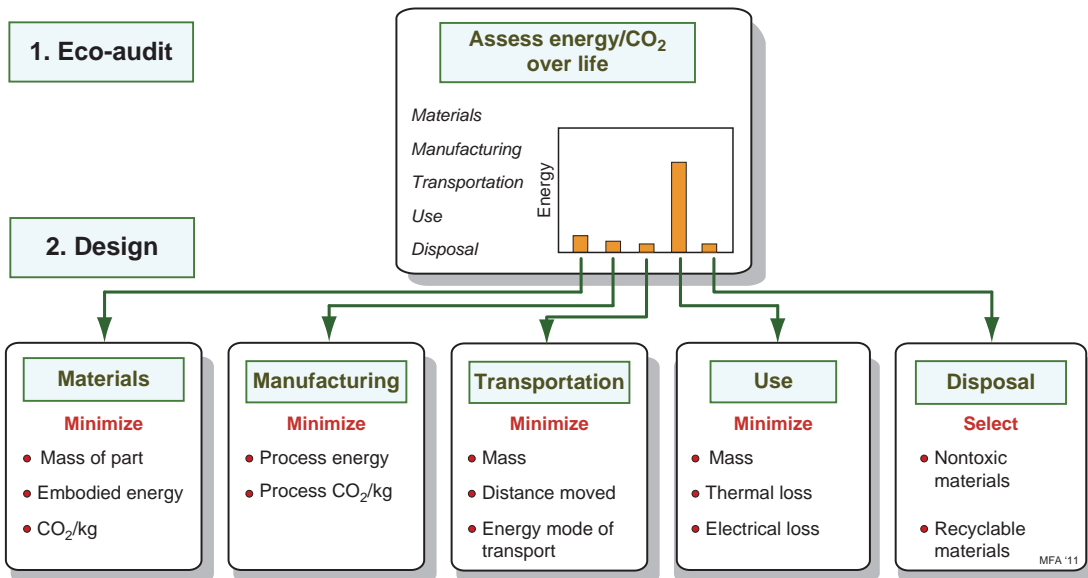 1. Eco-audit
Assess energy/CO₂
over life
Materials
Manufacturing
Transportation
Use
Disposal
Energy
2. Design
Materials
Minimize
• Mass of part
• Embodied energy
• CO₂/kg
Manufacturing
Minimize
• Process energy
• Process CO₂/kg
Transportation
Minimize
• Mass
• Distance moved
• Energy mode of
transport
Use
Minimize
• Mass
• Thermal loss
• Electrical loss
Disposal
Select
• Nontoxic
materials
• Recyclable
materials
MFA ‘11